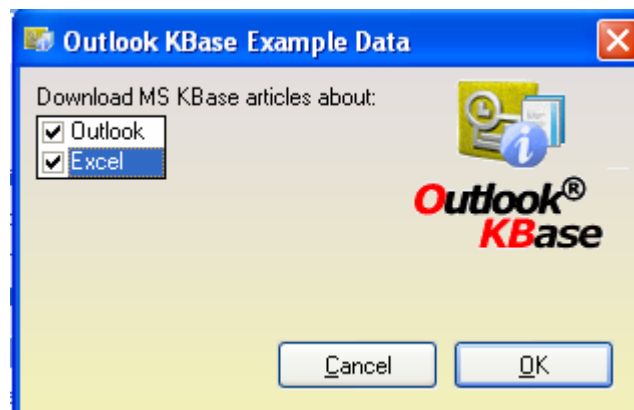 Outlook KBase Example Data
Download MS KBase articles about:
Outlook
Excel
Outlook®
KBase
Cancel
OK